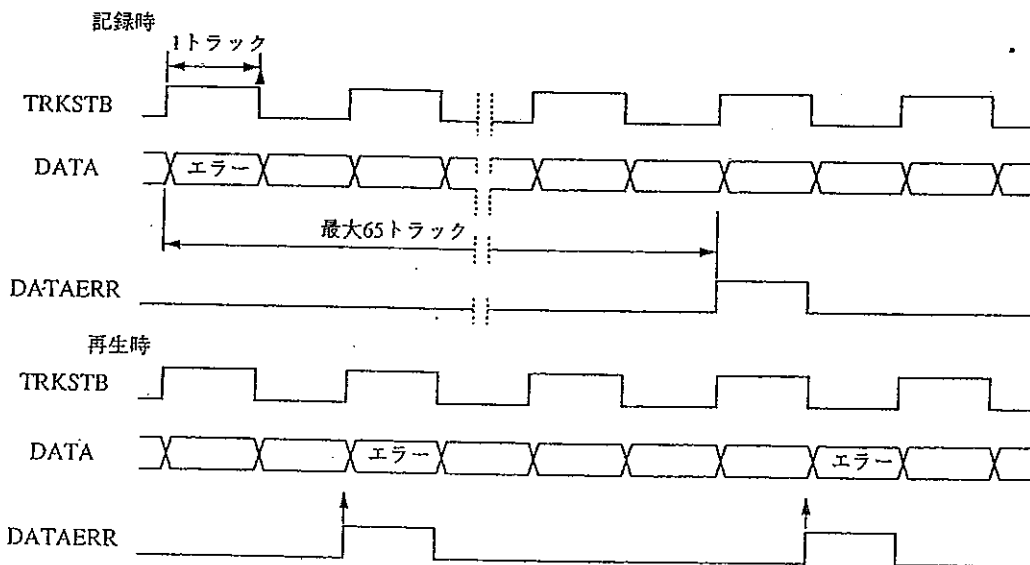 記録時
1トラック
TRKSTB
DATA
エラー
最大65トラック
DATAERR
再生時
TRKSTB
DATA
エラー
エラー
DATAERR